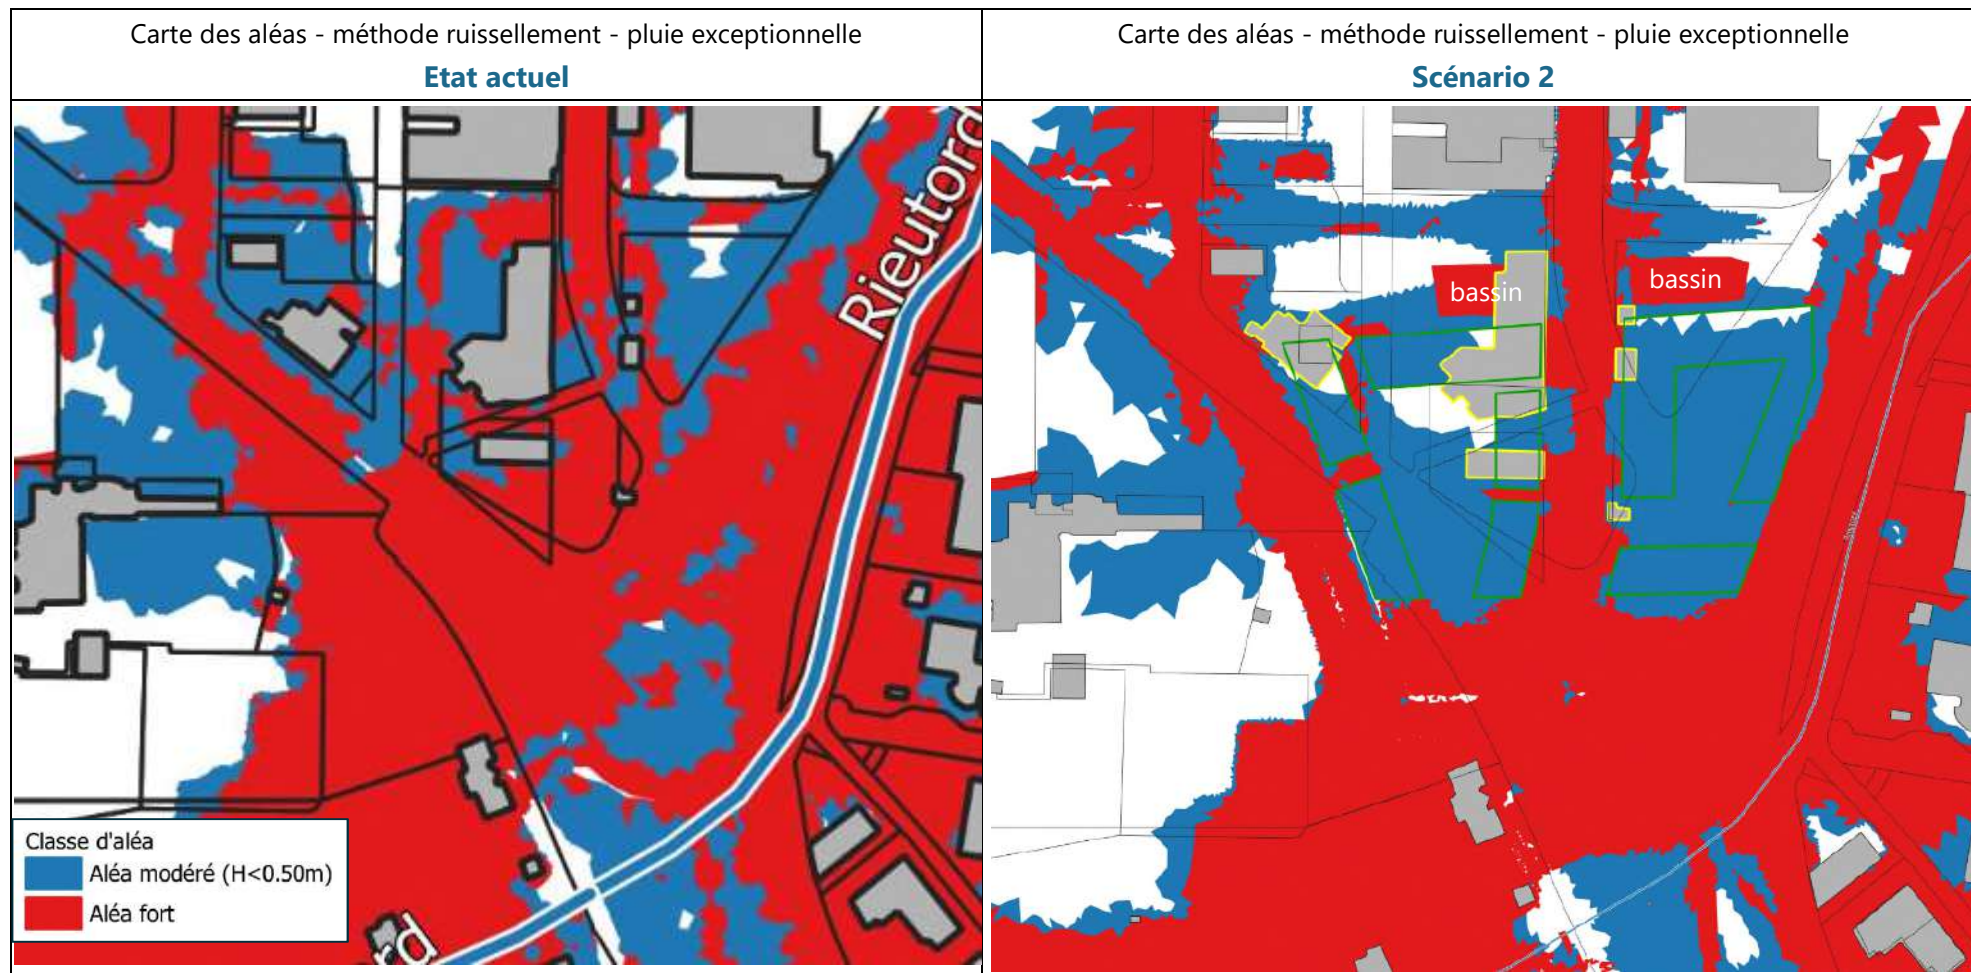 Carte des aléas - méthode ruissellement - pluie exceptionnelle
Etat actuel
Carte des aléas - méthode ruissellement - pluie exceptionnelle
Scénario 2
Rieutord
bassin
bassin
Classe d'aléa
Aléa modéré (H<0.50m)
Aléa fort
rd